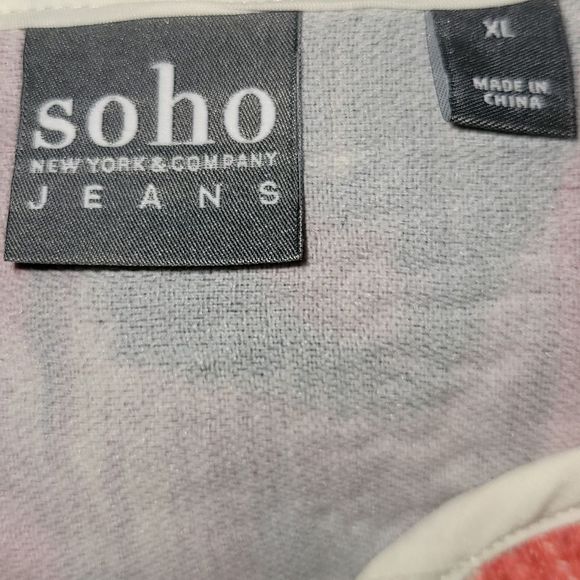 soho
NEW YORK & COMPANY
JEANS
XL
MADE IN
CHINA